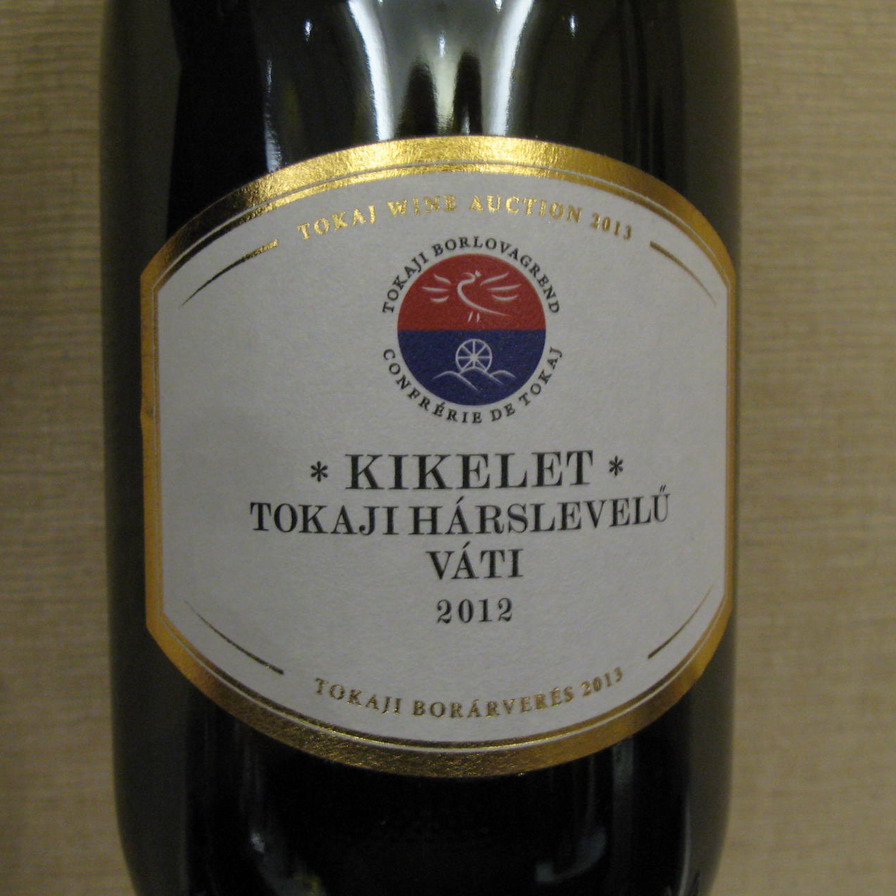 TOKAJ WINE AUCTION 2013
TOKAJI BORLOVAGREND
CONFRÉRIE DE TOKAJ
* KIKELET *
TOKAJI HÁRSLEVELŰ
VÁTI
2012
TOKAJI BORÁRVERÉS 2013